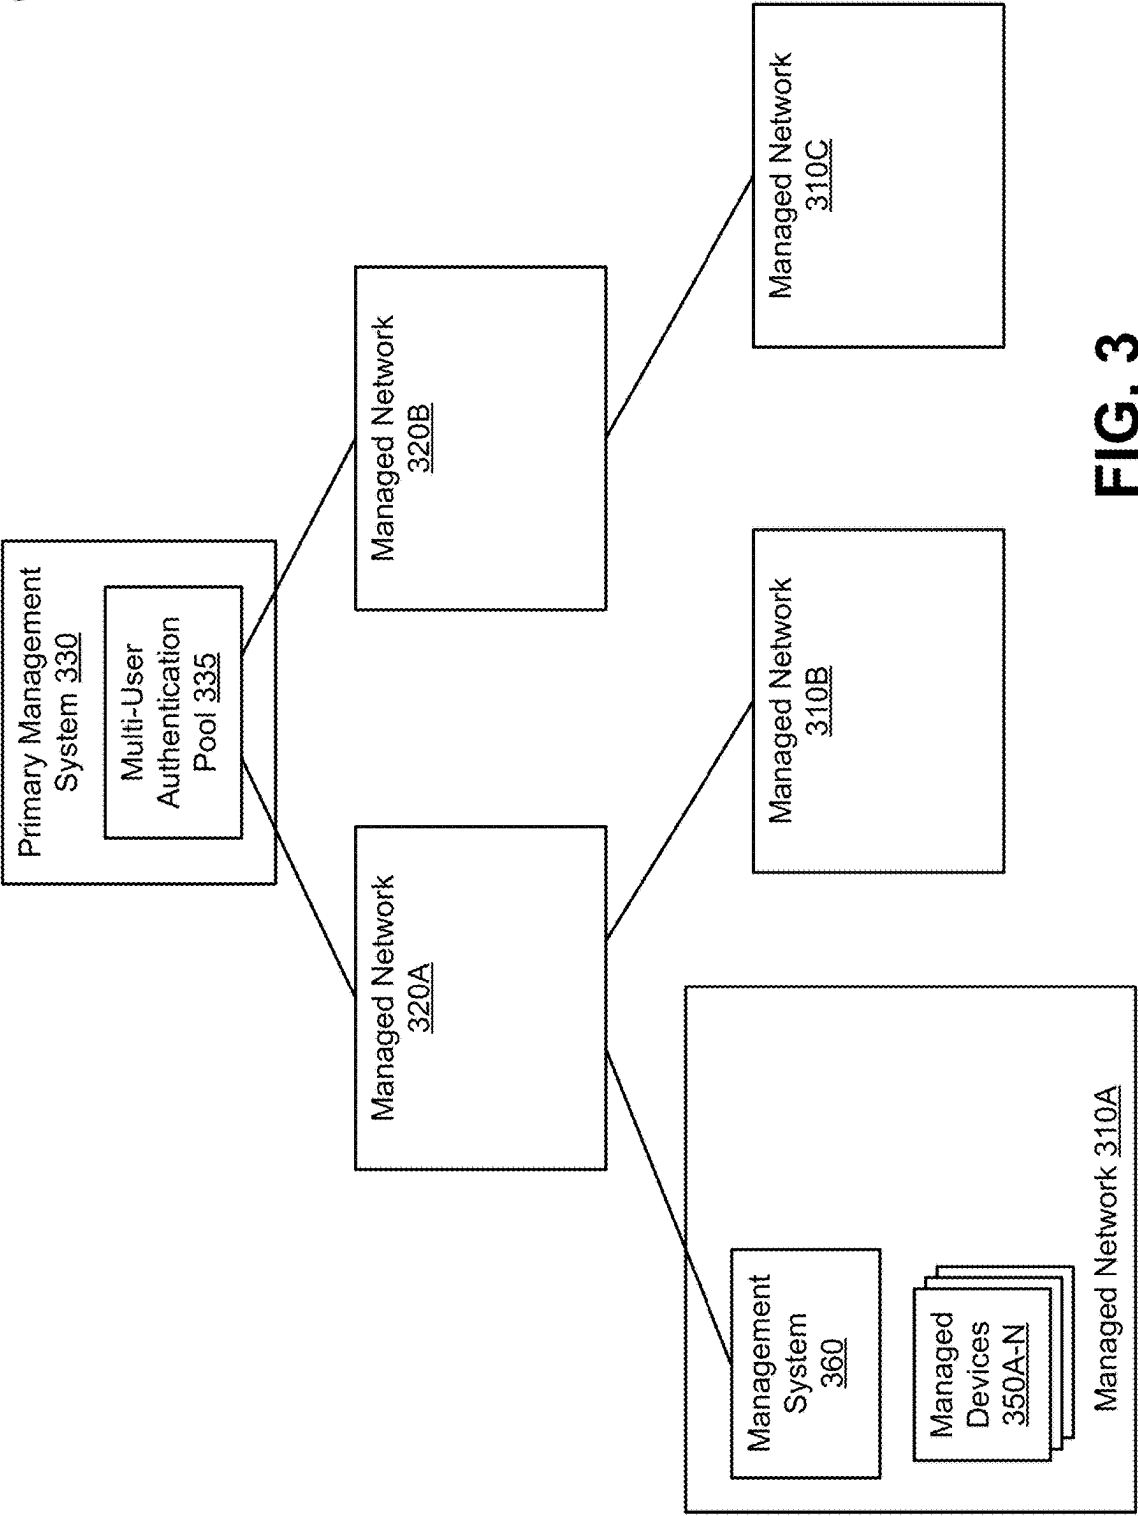 Primary Management
System 330
Multi-User
Authentication
Pool 335
Managed Network
320A
Managed Network
320B
Management
System
360
Managed
Devices
350A-N
Managed Network 310A
Managed Network
310B
Managed Network
310C
FIG. 3